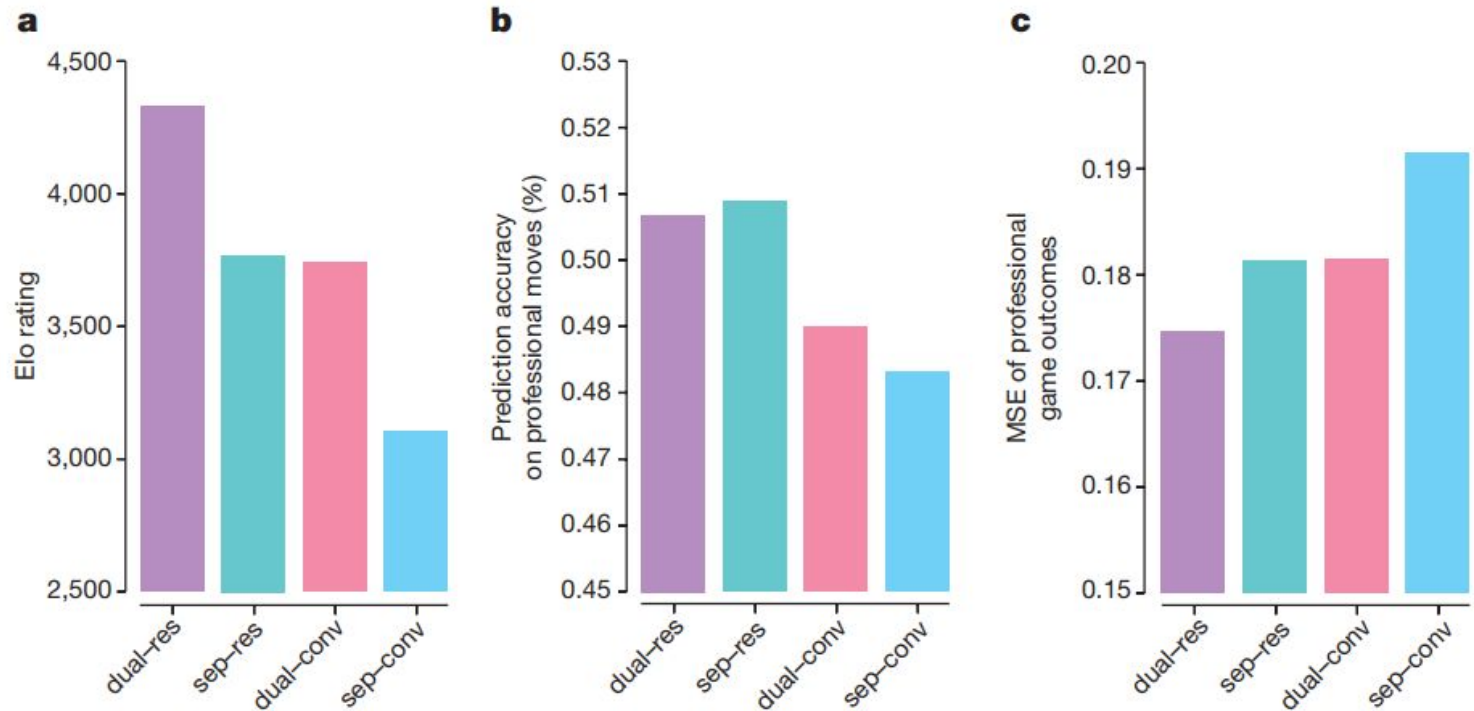 a
Elo rating
4,500
4,000
3,500
3,000
2,500
dual–res
sep–res
dual–conv
sep–conv
b
Prediction accuracy
on professional moves (%)
0.53
0.52
0.51
0.50
0.49
0.48
0.47
0.46
0.45
dual–res
sep–res
dual–conv
sep–conv
c
MSE of professional
game outcomes
0.20
0.19
0.18
0.17
0.16
0.15
dual–res
sep–res
dual–conv
sep–conv